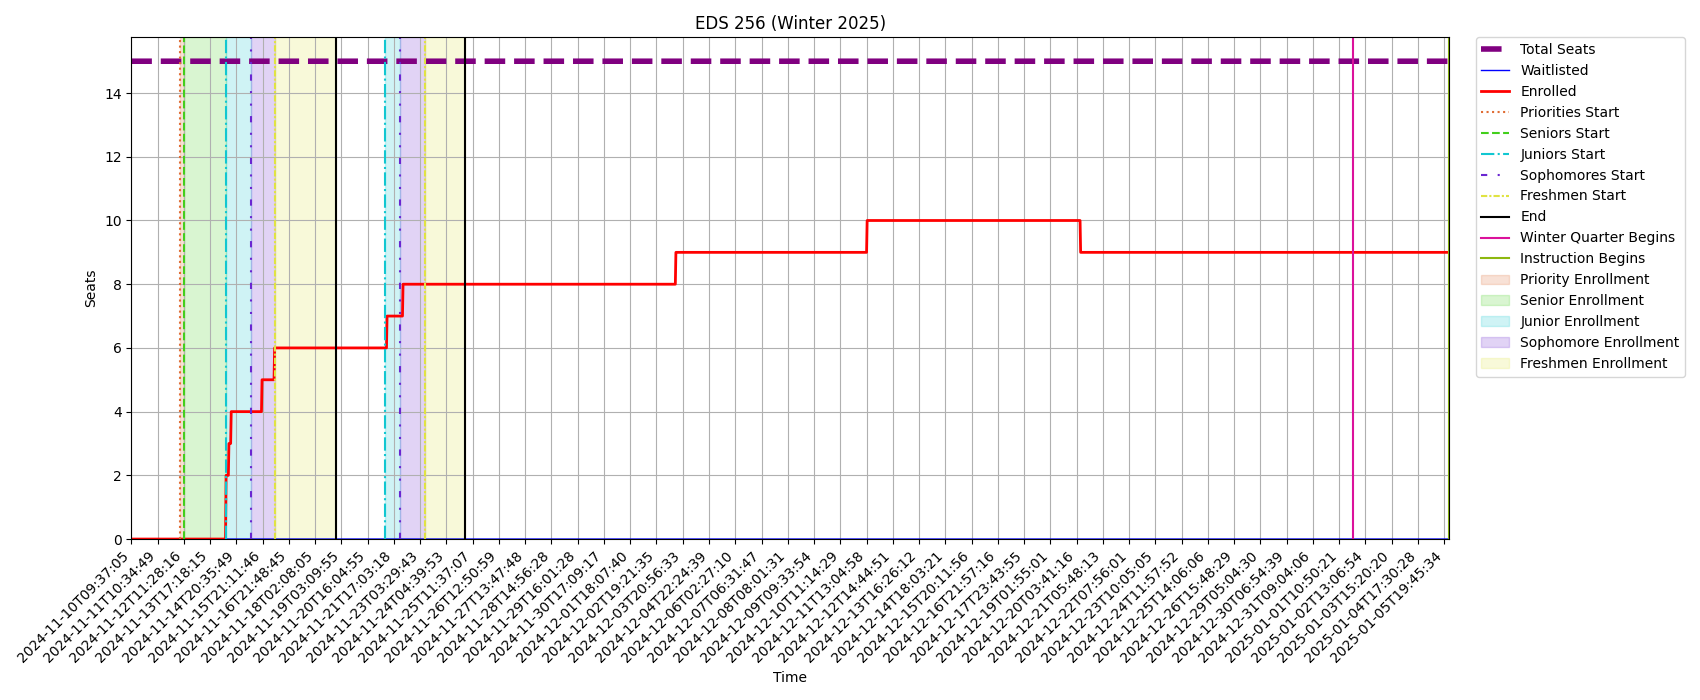 EDS 256 (Winter 2025)
Total Seats
Waitlisted
Enrolled
Priorities Start
Seniors Start
Juniors Start
Sophomores Start
Freshmen Start
End
Winter Quarter Begins
Instruction Begins
Priority Enrollment
Senior Enrollment
Junior Enrollment
Sophomore Enrollment
Freshmen Enrollment
Seats
14
12
10
8
6
4
2
0
2024-11-10T09:37:05
2024-11-11T10:34:49
2024-11-12T11:28:16
2024-11-13T17:18:15
2024-11-14T20:35:49
2024-11-15T21:11:46
2024-11-16T21:48:45
2024-11-18T02:08:05
2024-11-19T03:09:55
2024-11-20T16:04:55
2024-11-21T17:03:18
2024-11-23T03:29:43
2024-11-24T04:39:53
2024-11-25T11:37:07
2024-11-26T12:50:59
2024-11-27T13:47:48
2024-11-28T14:56:28
2024-11-29T16:01:28
2024-11-30T17:09:17
2024-12-01T18:07:40
2024-12-02T19:21:35
2024-12-03T20:56:33
2024-12-04T22:24:39
2024-12-06T02:27:10
2024-12-07T06:31:47
2024-12-08T08:01:31
2024-12-09T09:33:54
2024-12-10T11:14:29
2024-12-11T13:04:58
2024-12-12T14:44:51
2024-12-13T16:26:12
2024-12-14T18:03:21
2024-12-15T20:11:56
2024-12-16T21:57:16
2024-12-17T23:43:55
2024-12-19T01:55:01
2024-12-20T03:41:16
2024-12-21T05:48:13
2024-12-22T07:56:01
2024-12-23T10:05:05
2024-12-24T11:57:52
2024-12-25T14:06:06
2024-12-26T15:48:29
2024-12-29T05:04:30
2024-12-30T06:54:39
2024-12-31T09:04:06
2025-01-01T10:50:21
2025-01-02T13:06:54
2025-01-03T15:20:20
2025-01-04T17:30:28
2025-01-05T19:45:34
Time